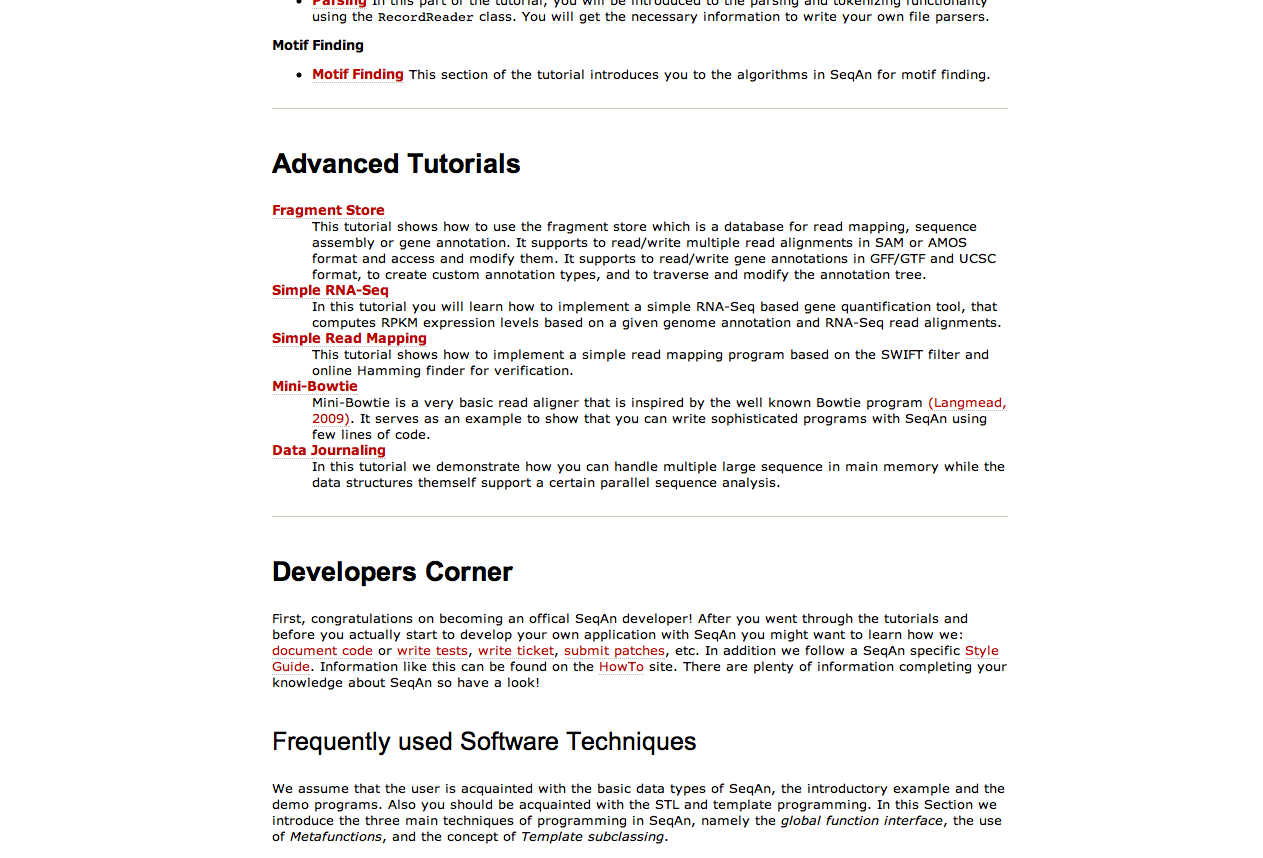 Parsing In this part of the tutorial, you will be introduced to the parsing and tokenizing functionality
using the RecordReader class. You will get the necessary information to write your own file parsers.
Motif Finding
Motif Finding This section of the tutorial introduces you to the algorithms in SeqAn for motif finding.
Advanced Tutorials
Fragment Store
This tutorial shows how to use the fragment store which is a database for read mapping, sequence
assembly or gene annotation. It supports to read/write multiple read alignments in SAM or AMOS
format and access and modify them. It supports to read/write gene annotations in GFF/GTF and UCSC
format, to create custom annotation types, and to traverse and modify the annotation tree.
Simple RNA-Seq
In this tutorial you will learn how to implement a simple RNA-Seq based gene quantification tool, that
computes RPKM expression levels based on a given genome annotation and RNA-Seq read alignments.
Simple Read Mapping
This tutorial shows how to implement a simple read mapping program based on the SWIFT filter and
online Hamming finder for verification.
Mini-Bowtie
Mini-Bowtie is a very basic read aligner that is inspired by the well known Bowtie program (Langmead,
2009). It serves as an example to show that you can write sophisticated programs with SeqAn using
few lines of code.
Data Journaling
In this tutorial we demonstrate how you can handle multiple large sequence in main memory while the
data structures themself support a certain parallel sequence analysis.
Developers Corner
First, congratulations on becoming an offical SeqAn developer! After you went through the tutorials and
before you actually start to develop your own application with SeqAn you might want to learn how we:
document code or write tests, write ticket, submit patches, etc. In addition we follow a SeqAn specific Style
Guide. Information like this can be found on the HowTo site. There are plenty of information completing your
knowledge about SeqAn so have a look!
Frequently used Software Techniques
We assume that the user is acquainted with the basic data types of SeqAn, the introductory example and the
demo programs. Also you should be acquainted with the STL and template programming. In this Section we
introduce the three main techniques of programming in SeqAn, namely the global function interface, the use
of Metafunctions, and the concept of Template subclassing.